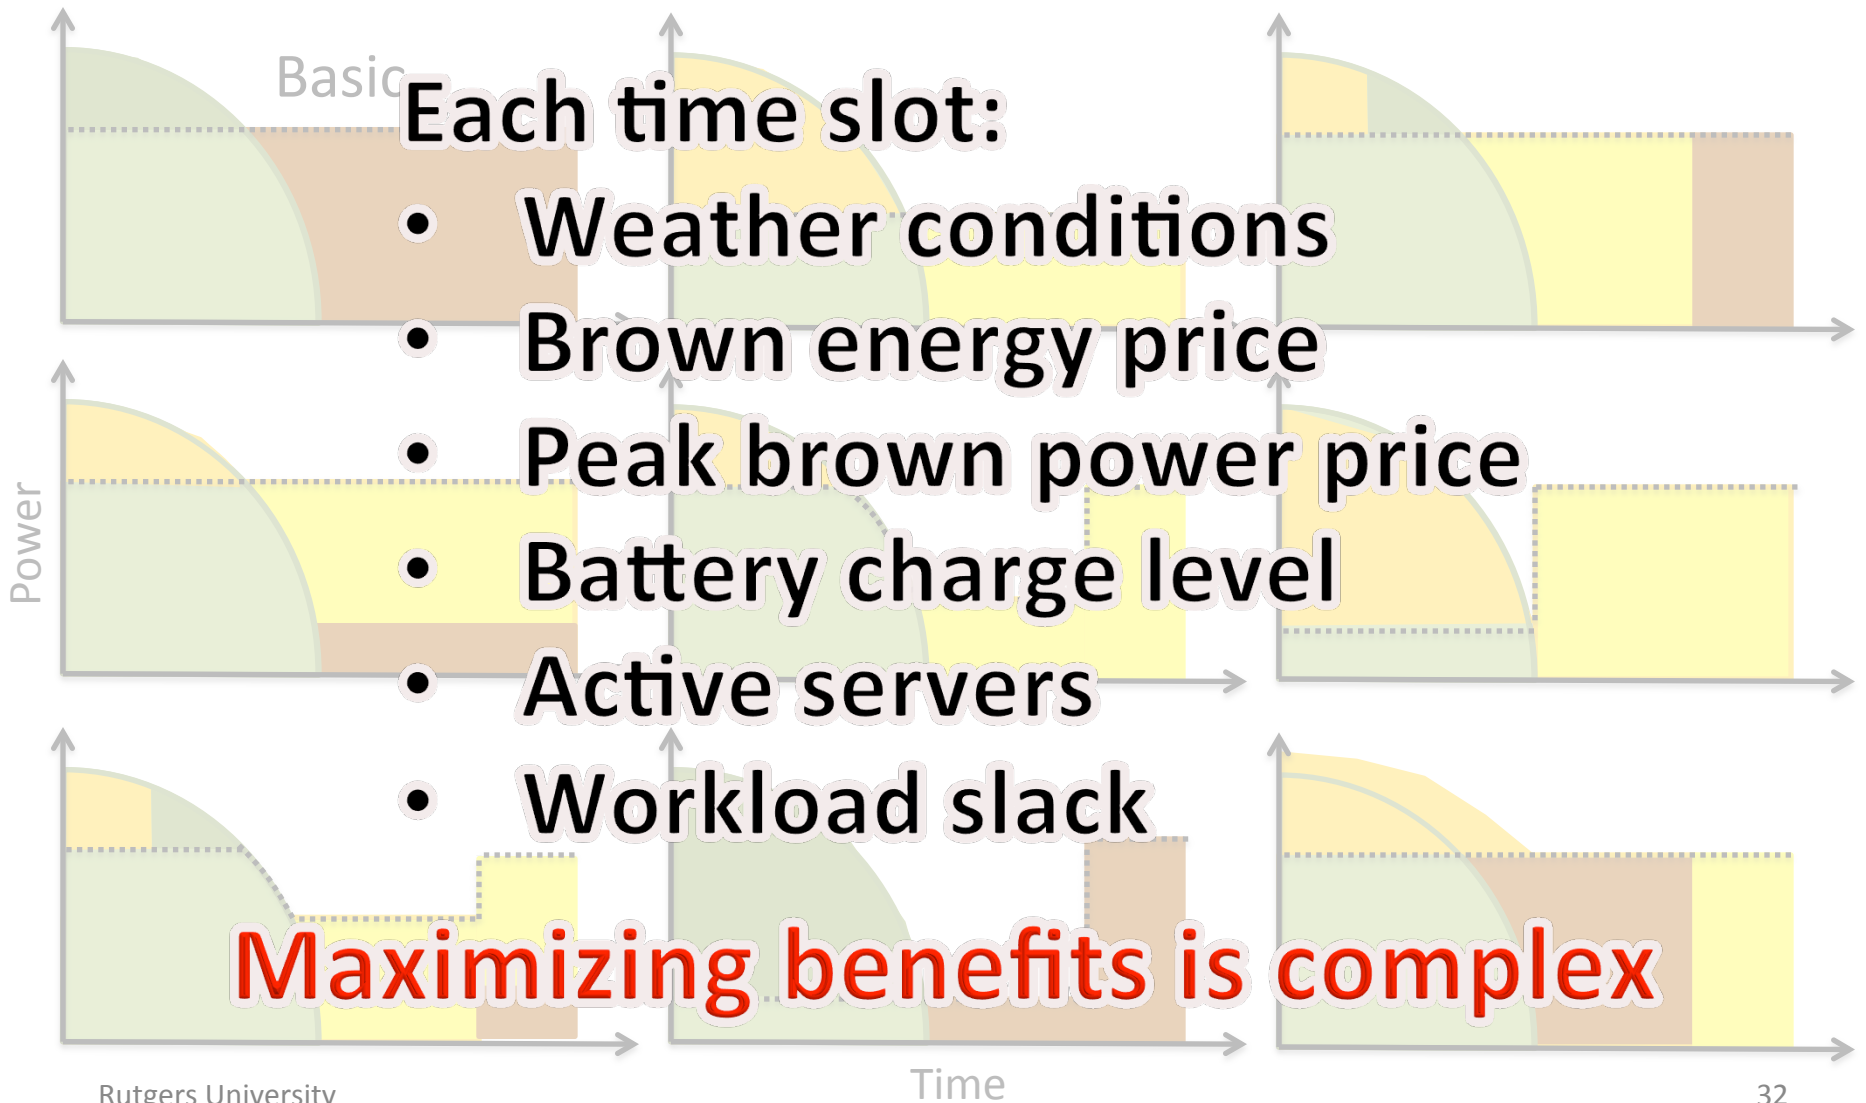 Basic
Each time slot:
• Weather conditions
• Brown energy price
• Peak brown power price
• Battery charge level
• Active servers
• Workload slack
Power
Maximizing benefits is complex
Time
Rutgers University
32